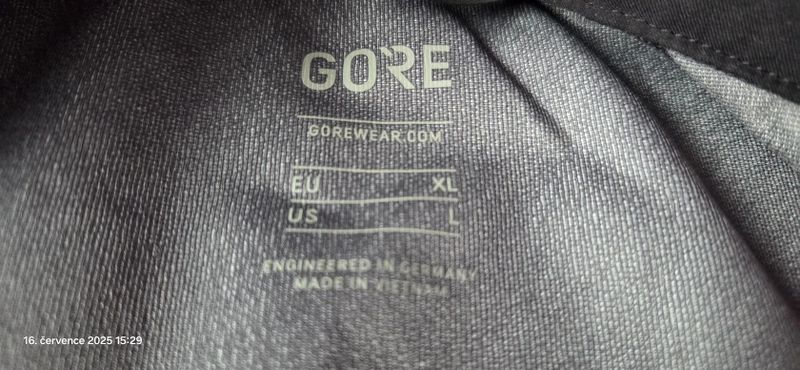 GORE
GOREWEAR.COM
EU XL
US L
ENGINEERED IN GERMANY
MADE IN VIETNAM
16. července 2025 15:29